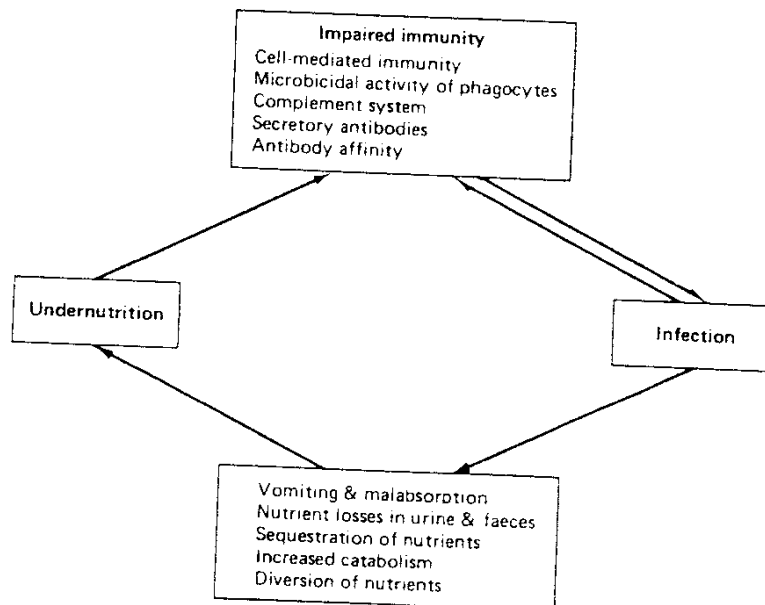 Impaired immunity
Cell-mediated immunity
Microbicidal activity of phagocytes
Complement system
Secretory antibodies
Antibody affinity
Undernutrition
Infection
Vomiting & malabsorption
Nutrient losses in urine & faeces
Sequestration of nutrients
Increased catabolism
Diversion of nutrients